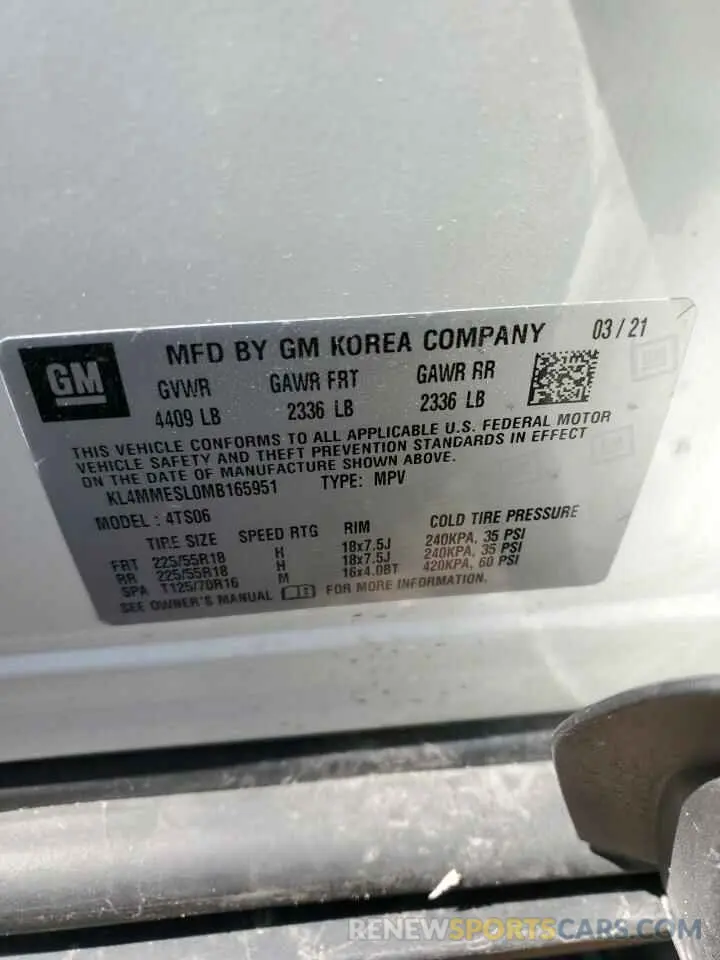 GM
MFD BY GM KOREA COMPANY 03 / 21
GVWR GAWR FRT GAWR RR
4409 LB 2336 LB 2336 LB
THIS VEHICLE CONFORMS TO ALL APPLICABLE U.S. FEDERAL MOTOR
VEHICLE SAFETY AND THEFT PREVENTION STANDARDS IN EFFECT
ON THE DATE OF MANUFACTURE SHOWN ABOVE.
KL4MMESL0MB165951 TYPE: MPV
MODEL : 4TS06
TIRE SIZE SPEED RTG RIM COLD TIRE PRESSURE
FRT 225/55R18 H 18x7.5J 240KPA, 35 PSI
RR 225/55R18 H 18x7.5J 240KPA, 35 PSI
SPA T125/70R16 M 16x4.0BT 420KPA, 60 PSI
SEE OWNER'S MANUAL FOR MORE INFORMATION.
RENEWSPORTSCARS.COM